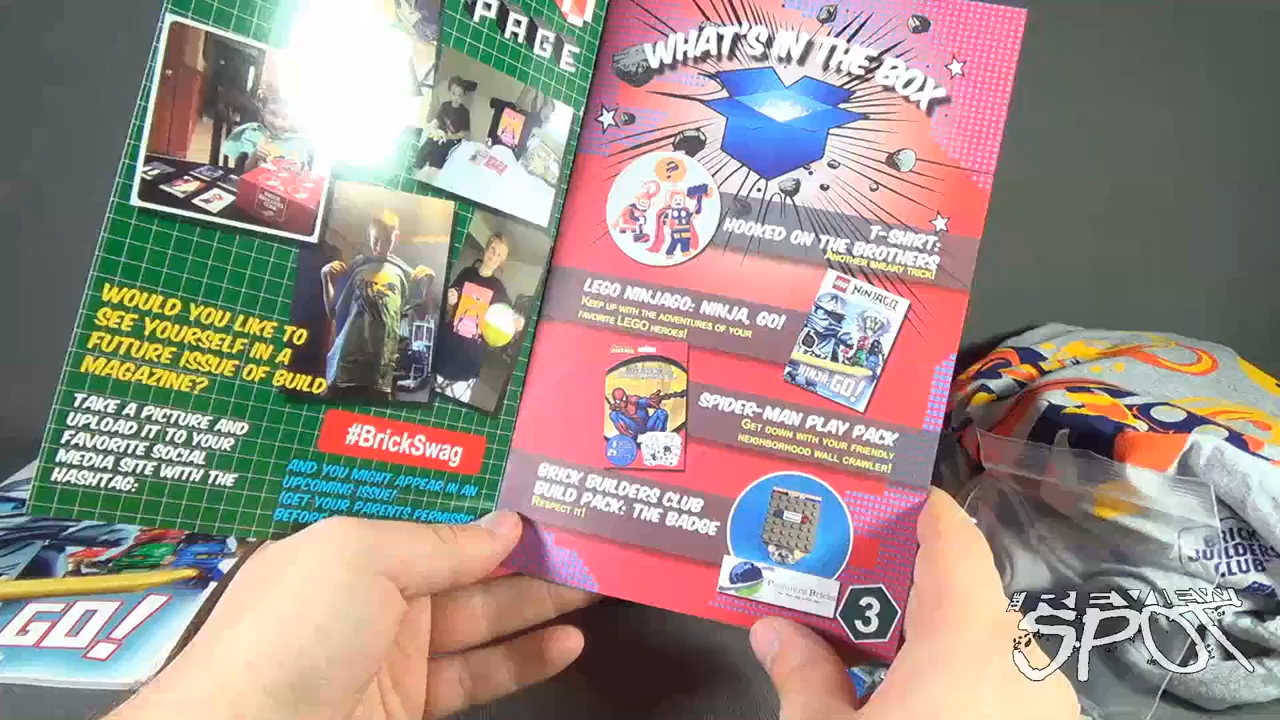 PAGE
WOULD YOU LIKE TO
SEE YOURSELF IN A
FUTURE ISSUE OF BUILD
MAGAZINE?
TAKE A PICTURE AND
UPLOAD IT TO YOUR
FAVORITE SOCIAL
MEDIA SITE WITH THE
HASHTAG:
#BrickSwag
AND YOU MIGHT APPEAR IN AN
UPCOMING ISSUE!
(GET YOUR PARENTS
BEFORE
WHAT'S IN THE BOX
T-SHIRT:
HOOKED ON THE BROTHERS
ANOTHER SNEAKY TRICK!
LEGO NINJAGO: NINJA, GO!
KEEP UP WITH THE ADVENTURES OF YOUR
FAVORITE LEGO HEROES!
NINJAGO
NINJA, GO!
SPIDER-MAN PLAY PACK
GET DOWN WITH YOUR FRIENDLY
NEIGHBORHOOD WALL CRAWLER!
BRICK BUILDERS CLUB
BUILD PACK: THE BADGE
RESPECT IT!
Premiere Bricks
3
GO!
BRICK
BUILDERS
CLUB
THE REVIEW
SPOT